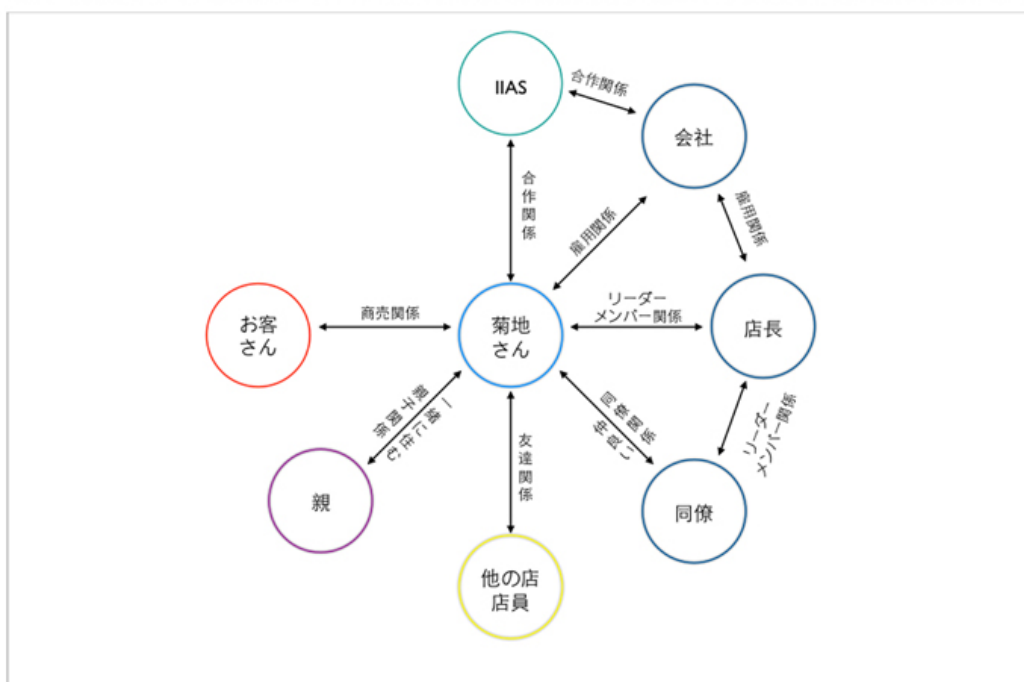 IIAS
合作関係
会社
合作関係
雇用関係
雇用関係
お客
さん
商売関係
菊地
さん
リーダー
メンバー関係
店長
一緒に住む
親子関係
友達関係
同僚関係
仲良い
リーダー
メンバー関係
親
他の店
店員
同僚